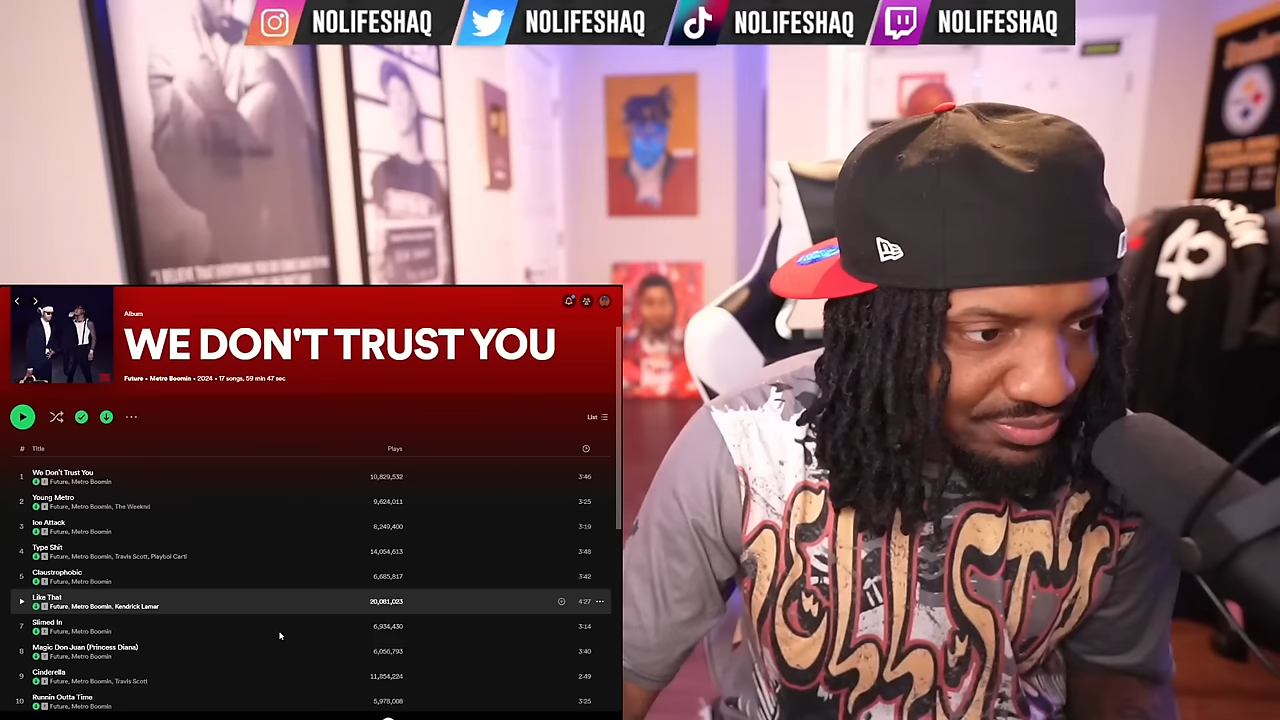 NOLIFESHAQ NOLIFESHAQ NOLIFESHAQ NOLIFESHAQ
Album
WE DON'T TRUST YOU
Future • Metro Boomin • 2024 • 17 songs, 59 min 47 sec
List
# Title Plays
1 We Don't Trust You 10,829,532 3:46
E Future, Metro Boomin
2 Young Metro 9,624,011 3:25
E Future, Metro Boomin, The Weeknd
3 Ice Attack 8,249,400 3:19
E Future, Metro Boomin
4 Type Shit 14,054,613 3:48
E Future, Metro Boomin, Travis Scott, Playboi Carti
5 Claustrophobic 6,685,817 3:42
E Future, Metro Boomin
Like That 20,081,023 4:27
E Future, Metro Boomin, Kendrick Lamar
7 Slimed In 6,934,430 3:14
E Future, Metro Boomin
8 Magic Don Juan (Princess Diana) 6,056,793 3:40
E Future, Metro Boomin
9 Cinderella 11,854,224 2:49
E Future, Metro Boomin, Travis Scott
10 Runnin Outta Time 5,978,008 3:25
E Future, Metro Boomin
Steelers
HELLSTAR